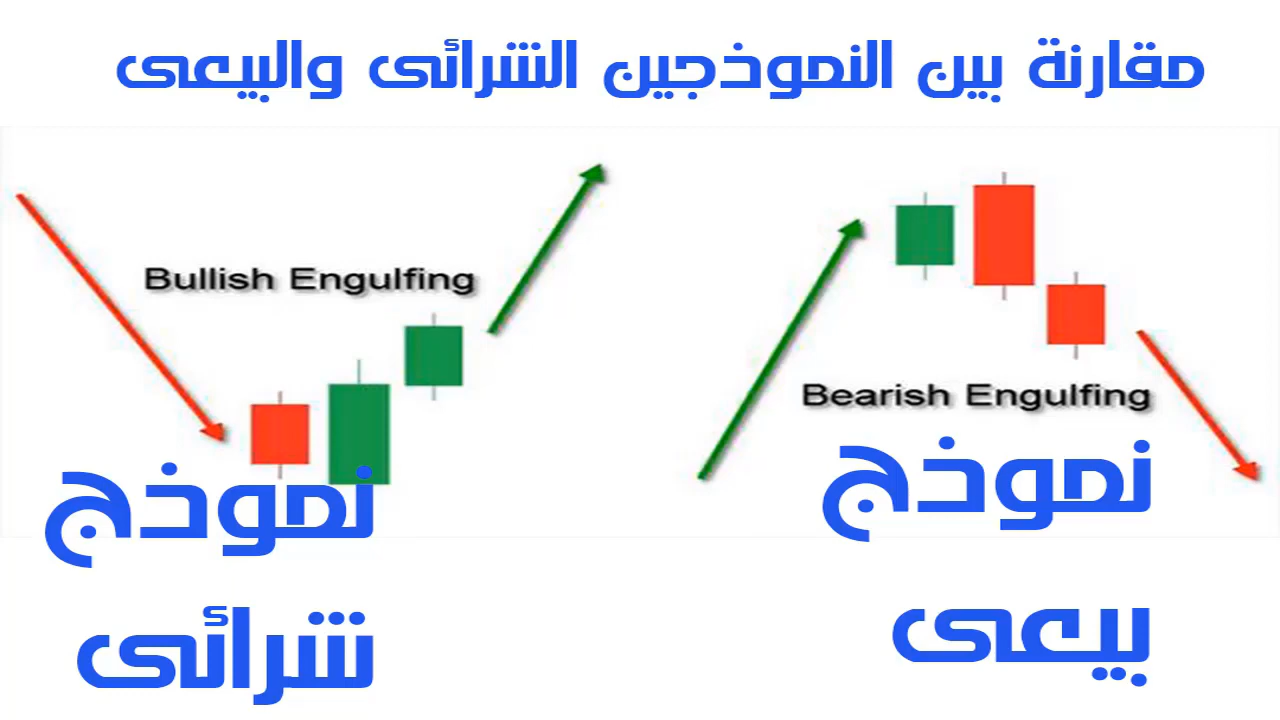 مقارنة بين النموذجين الشرائى والبيعى
Bullish Engulfing
Bearish Engulfing
نموذج
بيعى
نموذج
شرائى